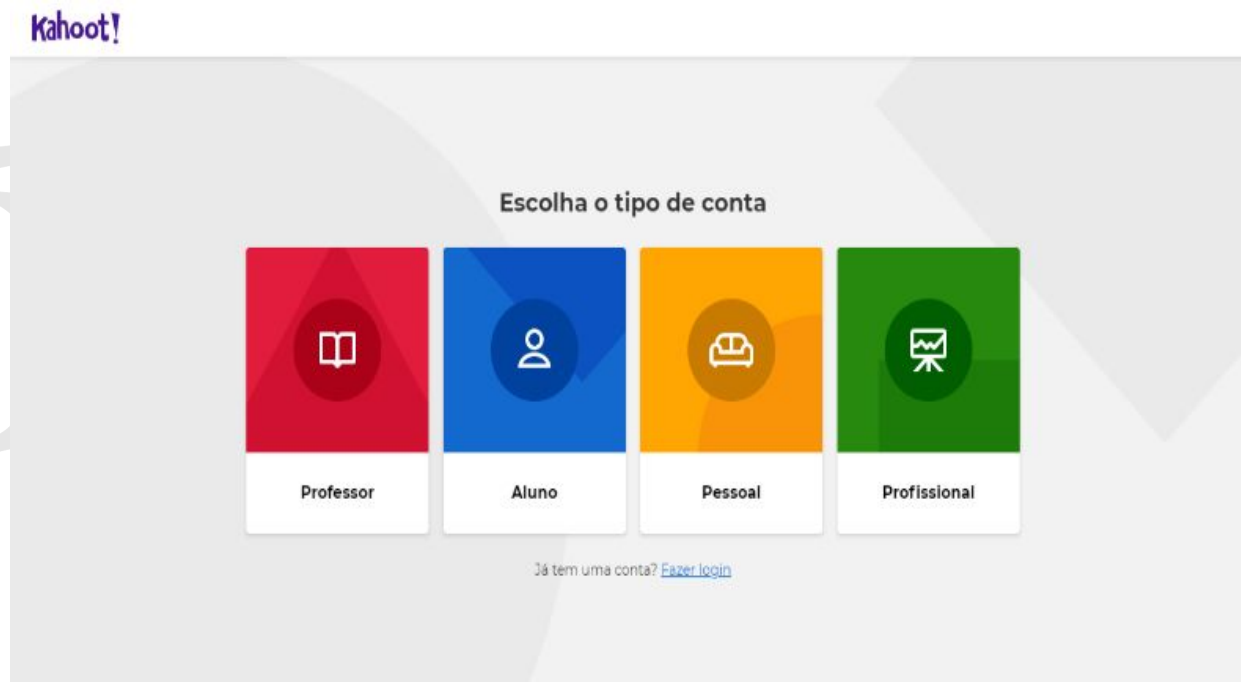 Kahoot!
Escolha o tipo de conta
Professor
Aluno
Pessoal
Profissional
Já tem uma conta? Fazer login